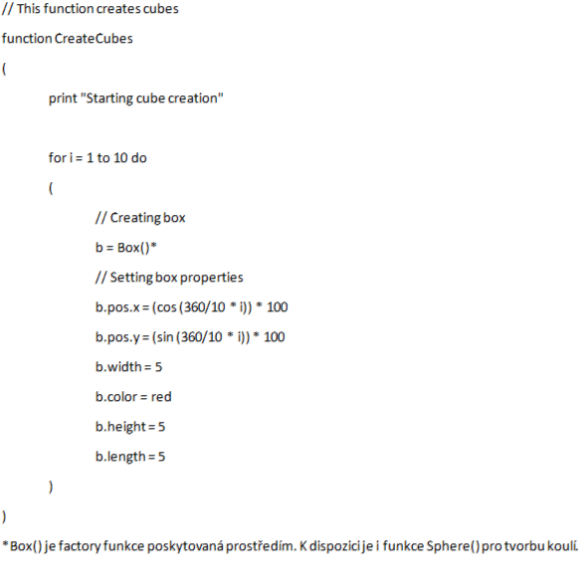 // This function creates cubes
function CreateCubes
(
print "Starting cube creation"
for i = 1 to 10 do
(
// Creating box
b = Box()*
// Setting box properties
b.pos.x = (cos (360/10 * i)) * 100
b.pos.y = (sin (360/10 * i)) * 100
b.width = 5
b.color = red
b.height = 5
b.length = 5
)
)
*Box() je factory funkce poskytovaná prostředím. K dispozici je i funkce Sphere() pro tvorbu koulí.